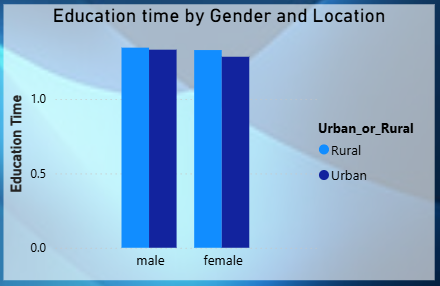 Education time by Gender and Location
Education Time
1.0
0.5
0.0
male female
Urban_or_Rural
Rural
Urban